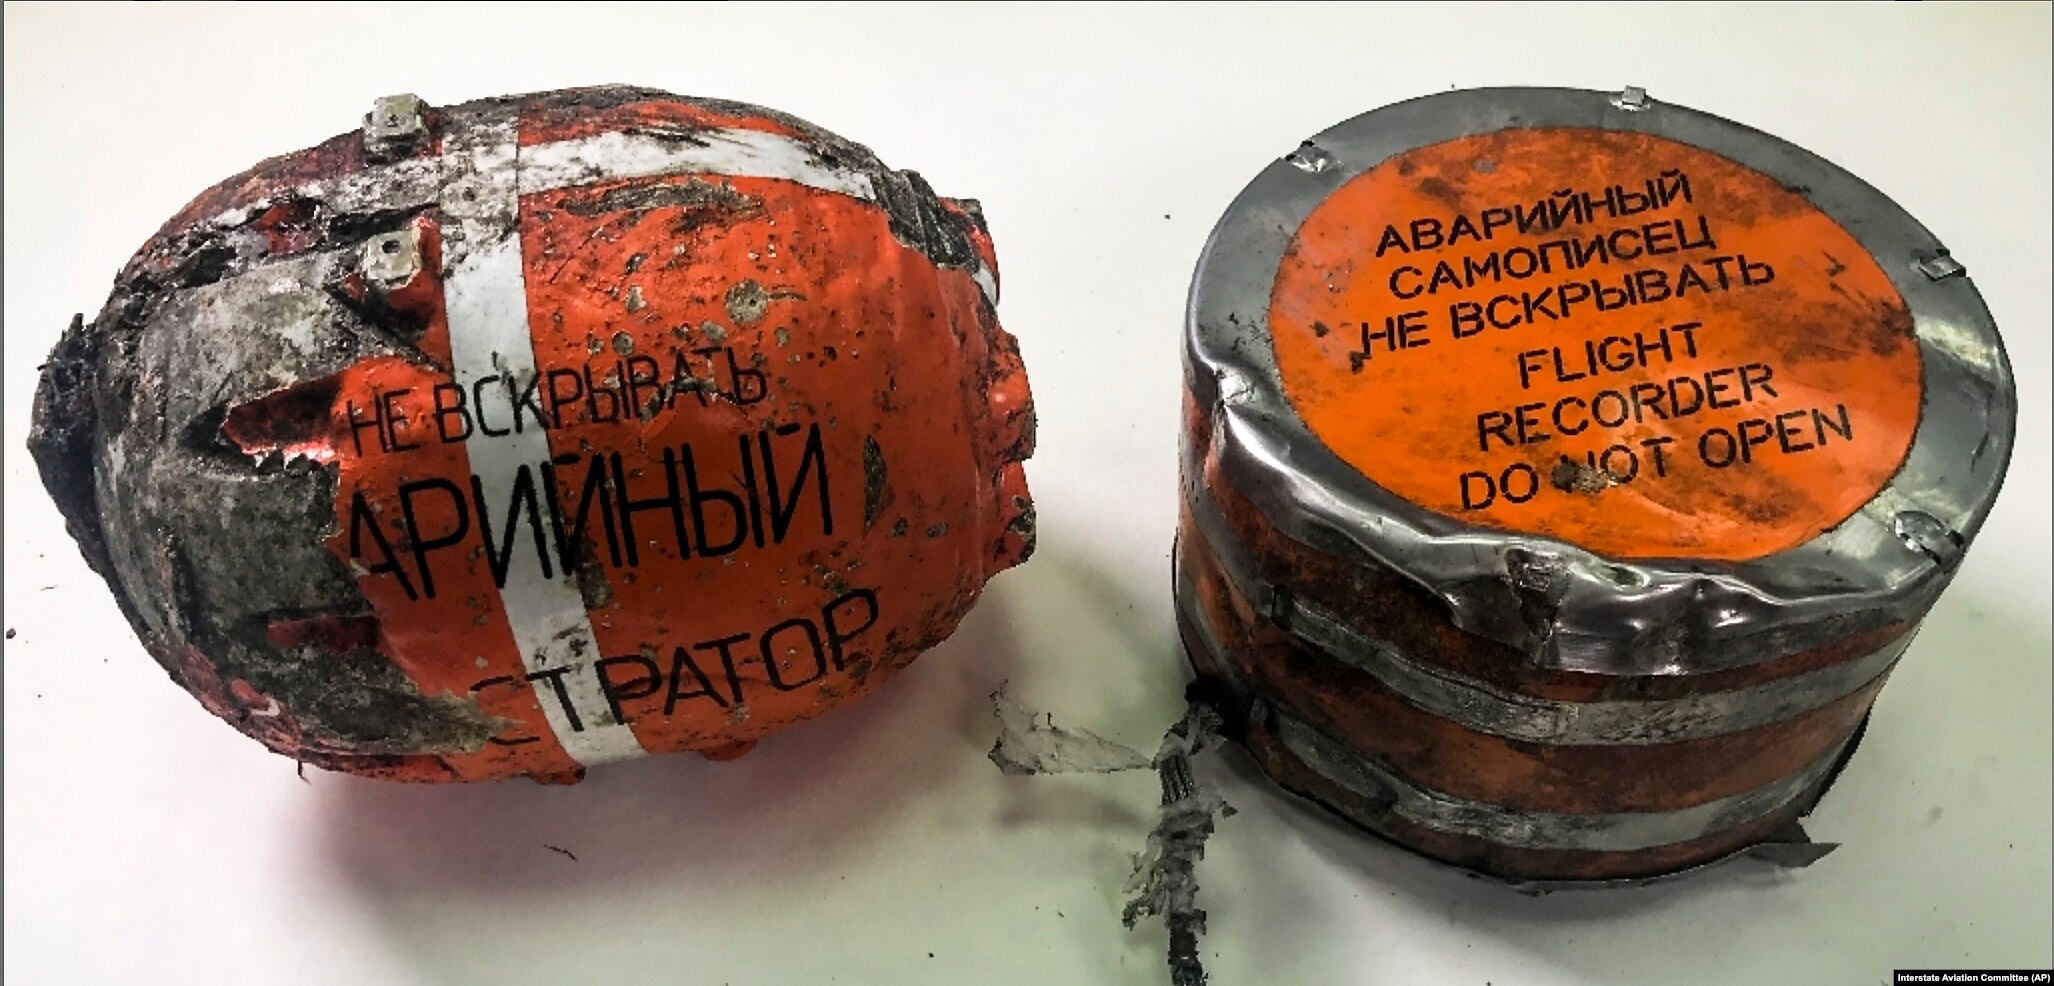 НЕ ВСКРЫВАТЬ
АРИЙНЫЙ
СТРАТОР
АВАРИЙНЫЙ
САМОПИСЕЦ
НЕ ВСКРЫВАТЬ
FLIGHT
RECORDER
DO NOT OPEN
Interstate Aviation Committee (AP)